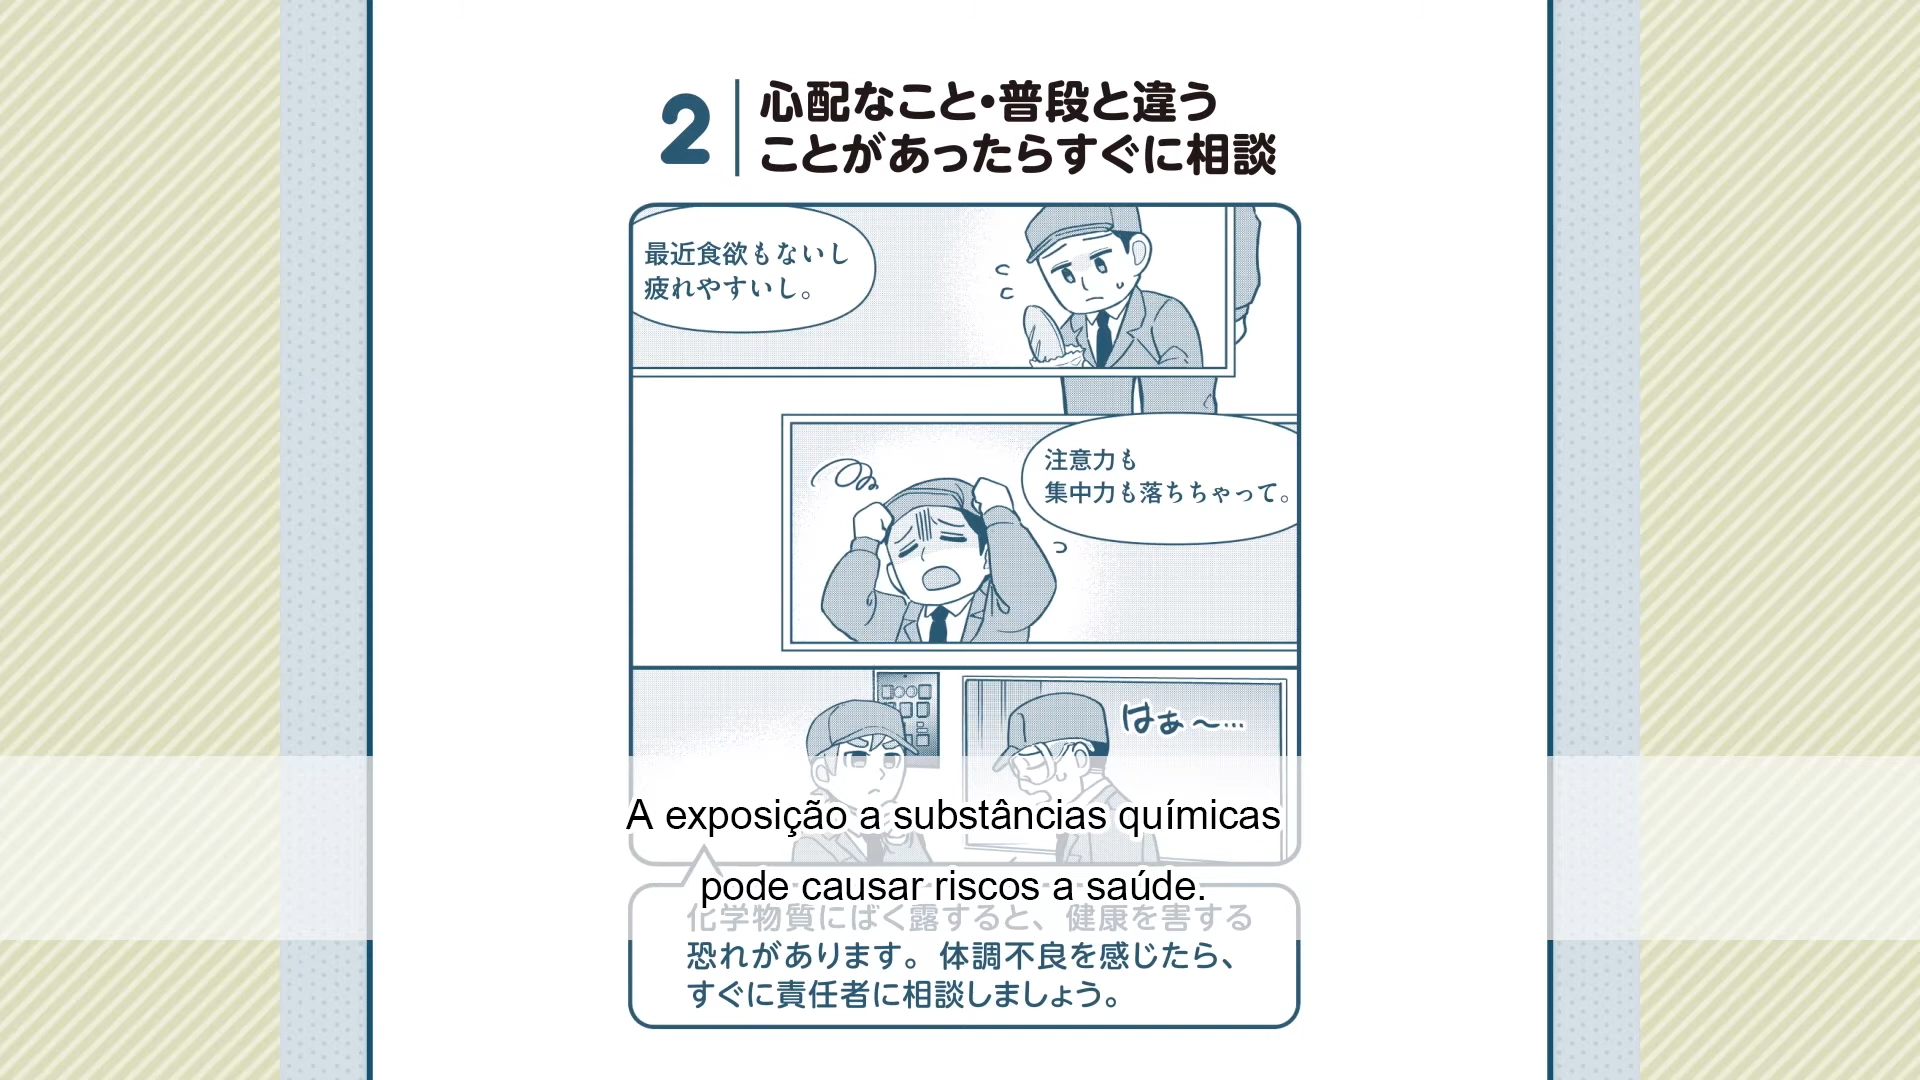 2
心配なこと・普段と違う
ことがあったらすぐに相談
最近食欲もないし
疲れやすいし。
注意力も
集中力も落ちちゃって。
はぁ〜…
A exposição a substâncias químicas
pode causar riscos a saúde.
化学物質にばく露すると、健康を害する
恐れがあります。体調不良を感じたら、
すぐに責任者に相談しましょう。